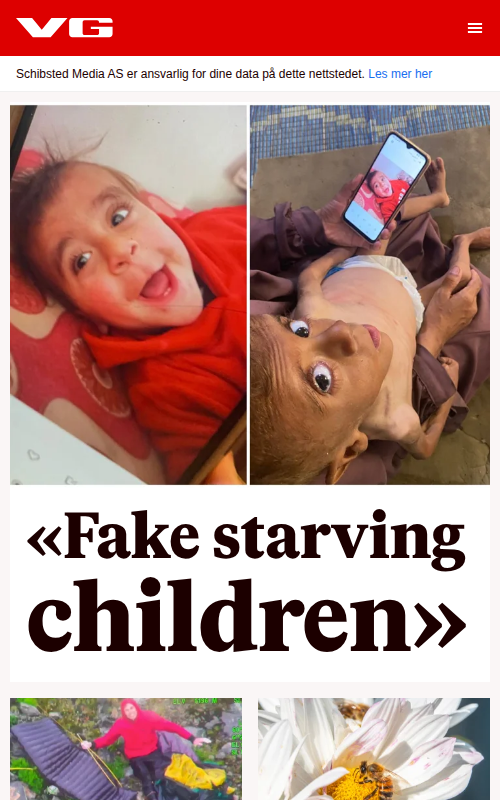 VG
Schibsted Media AS er ansvarlig for dine data på dette nettstedet. Les mer her
«Fake starving
children»